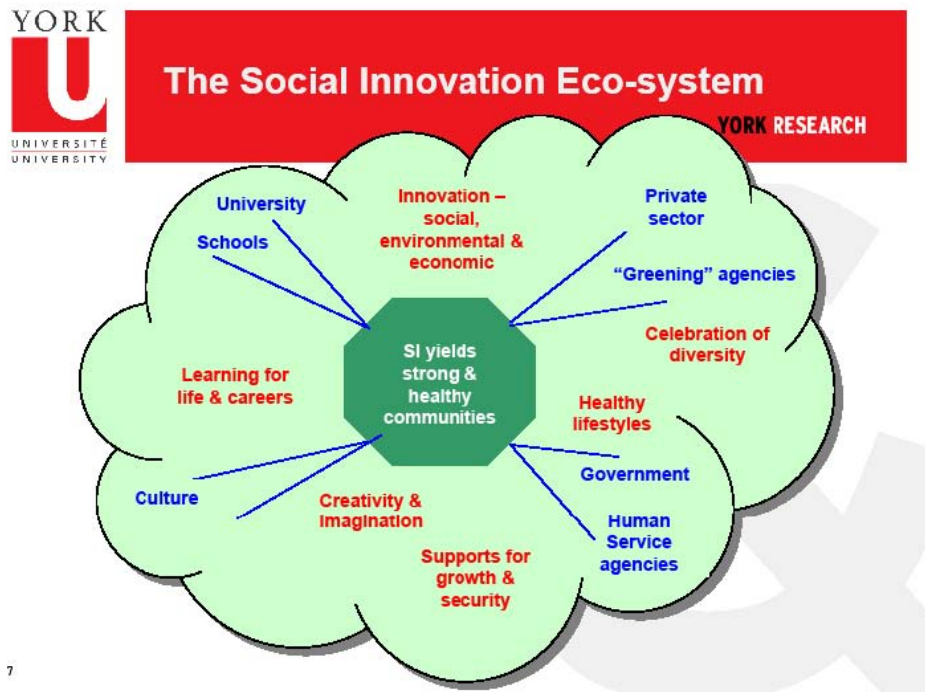 YORK
U
UNIVERSITÉ
UNIVERSITY
The Social Innovation Eco-system
YORK RESEARCH
University
Schools
Innovation –
social,
environmental &
economic
Private
sector
“Greening” agencies
Celebration of
diversity
SI yields
strong &
healthy
communities
Learning for
life & careers
Healthy
lifestyles
Government
Culture
Creativity &
Imagination
Human
Service
agencies
Supports for
growth &
security
7